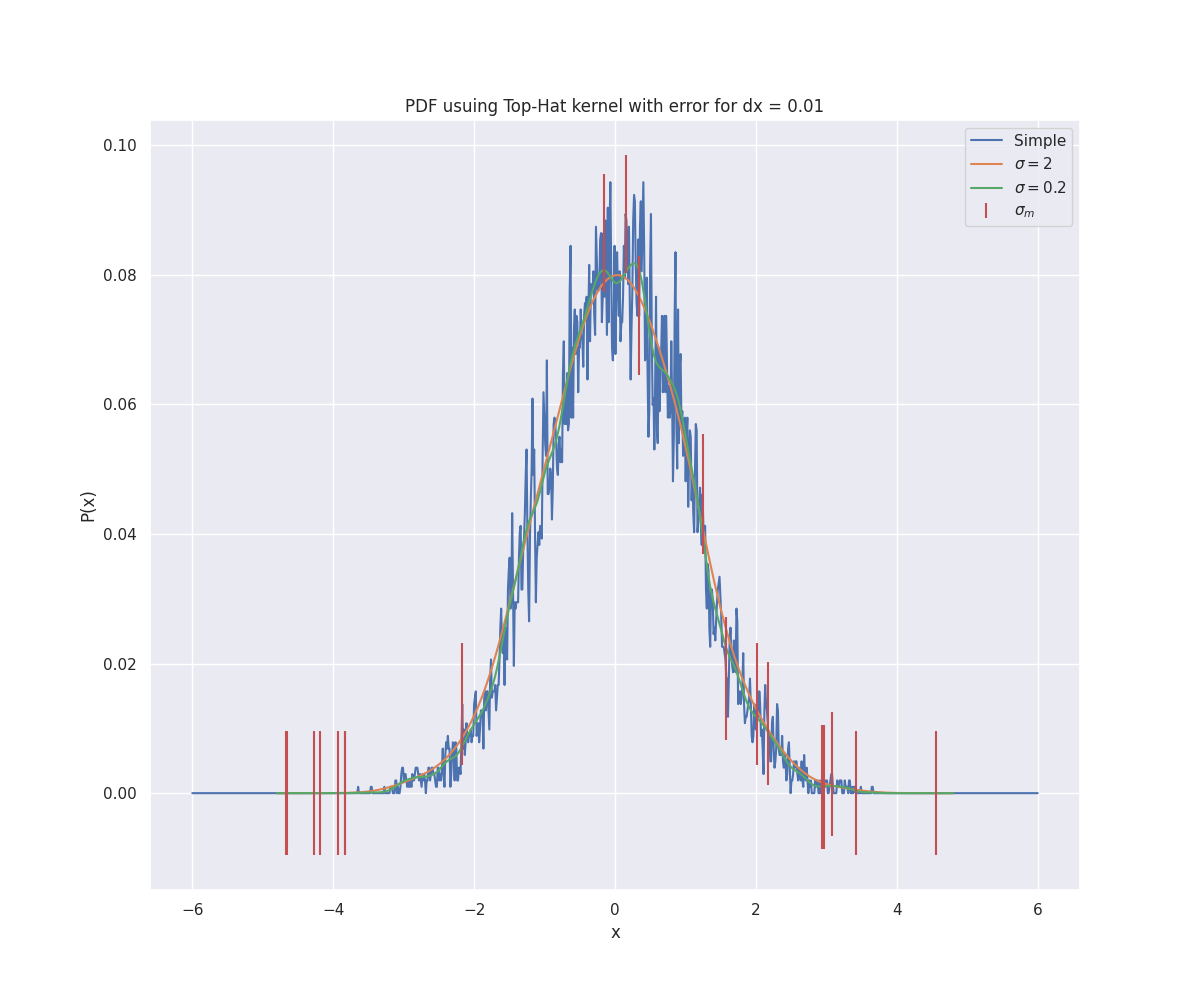 PDF usuing Top-Hat kernel with error for dx = 0.01
Simple
σ = 2
σ = 0.2
σₘ
0.10
0.08
0.06
0.04
0.02
0.00
P(x)
−6 −4 −2 0 2 4 6
x